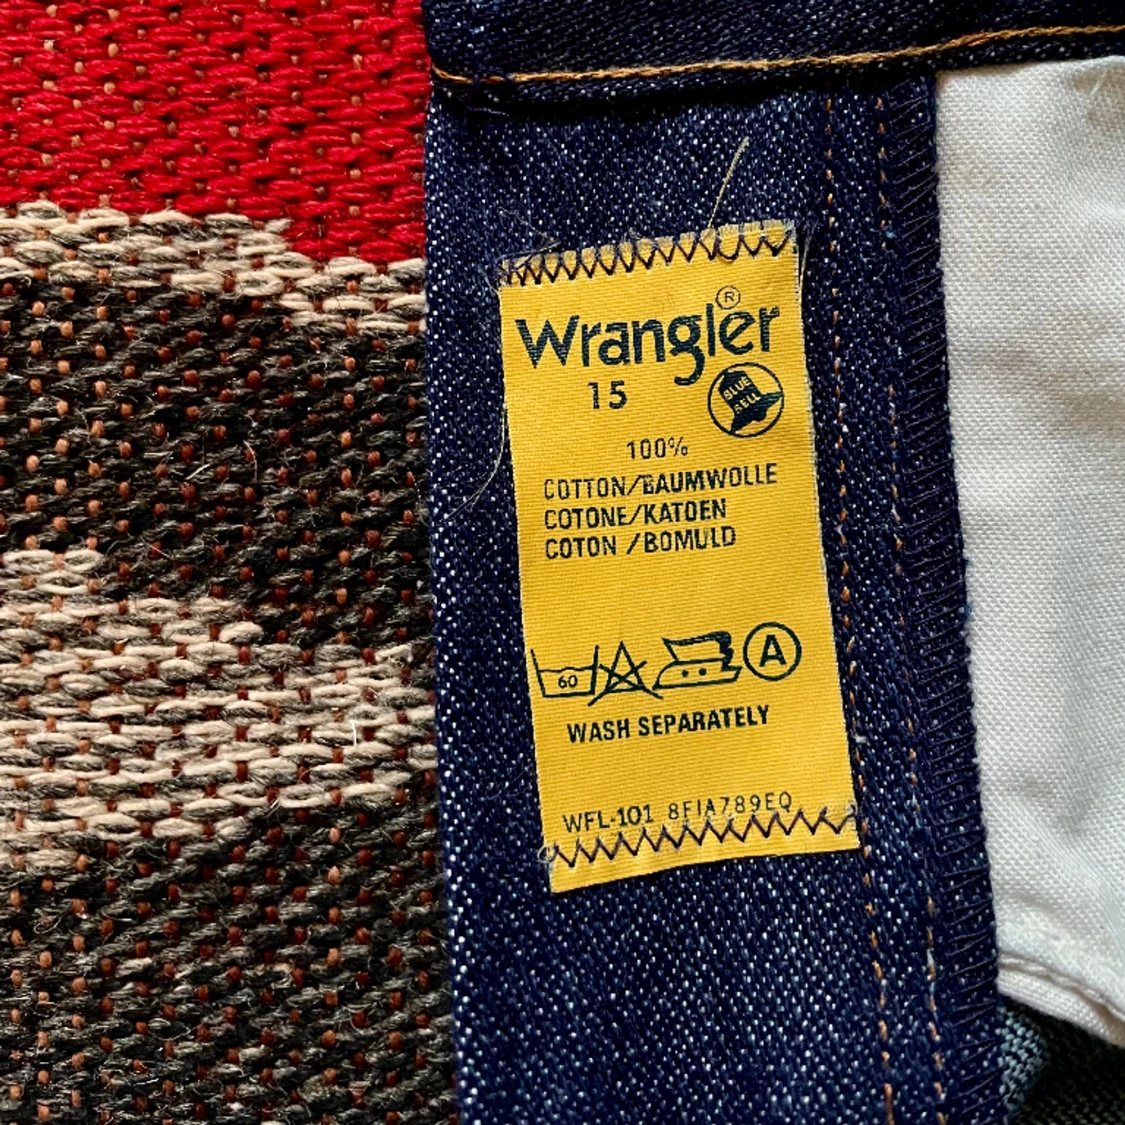 Wrangler®
15
BLUE
BELL
100%
COTTON/BAUMWOLLE
COTONE/KATOEN
COTON /BOMULD
60
A
WASH SEPARATELY
WFL-101 8FIA789EQ